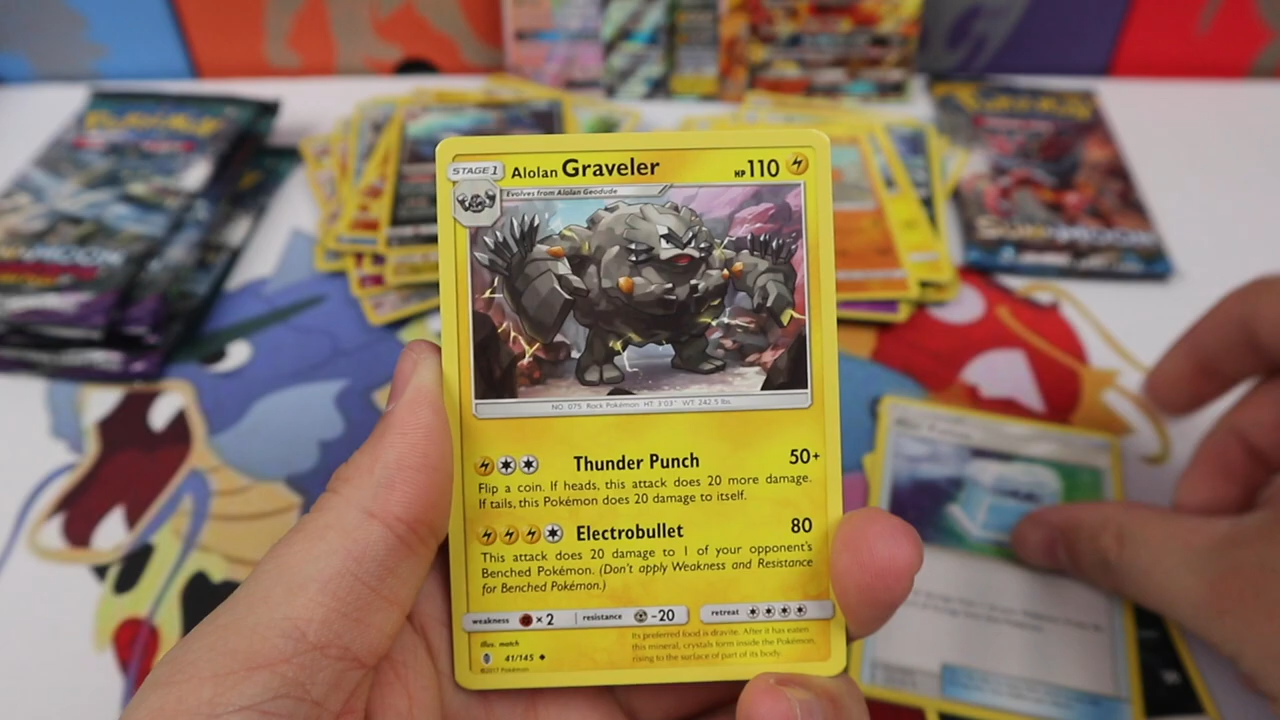 STAGE 1 Alolan Graveler HP 110
Evolves from Alolan Geodude
NO. 075 Rock Pokémon HT: 3'03" WT: 242.5 lbs.
Thunder Punch 50+
Flip a coin. If heads, this attack does 20 more damage.
If tails, this Pokémon does 20 damage to itself.
Electrobullet 80
This attack does 20 damage to 1 of your opponent's
Benched Pokémon. (Don't apply Weakness and Resistance
for Benched Pokémon.)
weakness ×2 resistance -20 retreat
Illus. match
41/145
©2017 Pokémon
Its preferred food is dravite. After it has eaten
this mineral, crystals form inside the Pokémon,
rising to the surface of part of its body.